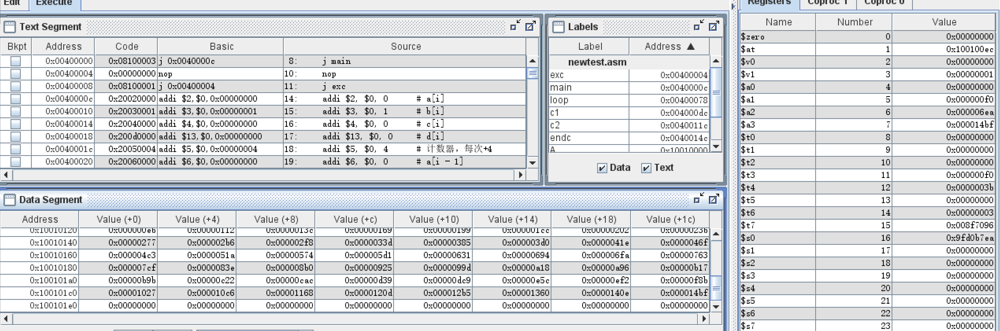 Edit Execute
Text Segment
Bkpt Address Code Basic Source
0x00400000 0x08100003 j 0x0040000c 8: j main
0x00400004 0x00000000 nop 10: nop
0x00400008 0x08100001 j 0x00400004 11: j exc
0x0040000c 0x20020000 addi $2,$0,0x00000000 14: addi $2, $0, 0 # a[i]
0x00400010 0x20030001 addi $3,$0,0x00000001 15: addi $3, $0, 1 # b[i]
0x00400014 0x20040000 addi $4,$0,0x00000000 16: addi $4, $0, 0 # c[i]
0x00400018 0x200d0000 addi $13,$0,0x00000000 17: addi $13, $0, 0 # d[i]
0x0040001c 0x20050004 addi $5,$0,0x00000004 18: addi $5, $0, 4 # 计数器，每次+4
0x00400020 0x20060000 addi $6,$0,0x00000000 19: addi $6, $0, 0 # a[i - 1]
Labels
Label Address ▲
newtest.asm
exc 0x00400004
main 0x0040000c
loop 0x00400078
c1 0x004000dc
c2 0x0040011c
endc 0x0040014c
A 0x10010000
Data Text
Data Segment
Address Value (+0) Value (+4) Value (+8) Value (+c) Value (+10) Value (+14) Value (+18) Value (+1c)
0x10010120 0x000000eb 0x00000112 0x0000013c 0x00000169 0x00000199 0x000001cc 0x00000202 0x0000023b
0x10010140 0x00000277 0x000002b6 0x000002f8 0x0000033d 0x00000385 0x000003d0 0x0000041e 0x0000046f
0x10010160 0x000004c3 0x0000051a 0x00000574 0x000005d1 0x00000631 0x00000694 0x000006fa 0x00000763
0x10010180 0x000007cf 0x0000083e 0x000008b0 0x00000925 0x0000099d 0x00000a18 0x00000a96 0x00000b17
0x100101a0 0x00000b9b 0x00000c22 0x00000cac 0x00000d39 0x00000dc9 0x00000e5c 0x00000ef2 0x00000f8b
0x100101c0 0x00001027 0x000010c6 0x00001168 0x0000120d 0x000012b5 0x00001360 0x0000140e 0x000014bf
0x100101e0 0x00000000 0x00000000 0x00000000 0x00000000 0x00000000 0x00000000 0x00000000 0x00000000
Registers Coproc 1 Coproc 0
Name Number Value
$zero 0 0x00000000
$at 1 0x100100ec
$v0 2 0x00000000
$v1 3 0x00000001
$a0 4 0x00000000
$a1 5 0x000000f0
$a2 6 0x000006ea
$a3 7 0x000014bf
$t0 8 0x00000000
$t1 9 0x00000000
$t2 10 0x00000000
$t3 11 0x000000f0
$t4 12 0x0000003b
$t5 13 0x00000000
$t6 14 0x00000003
$t7 15 0x008f7096
$s0 16 0x9fd0b7ea
$s1 17 0x00000000
$s2 18 0x00000000
$s3 19 0x00000000
$s4 20 0x00000000
$s5 21 0x00000000
$s6 22 0x00000000
$s7 23 0x00000000